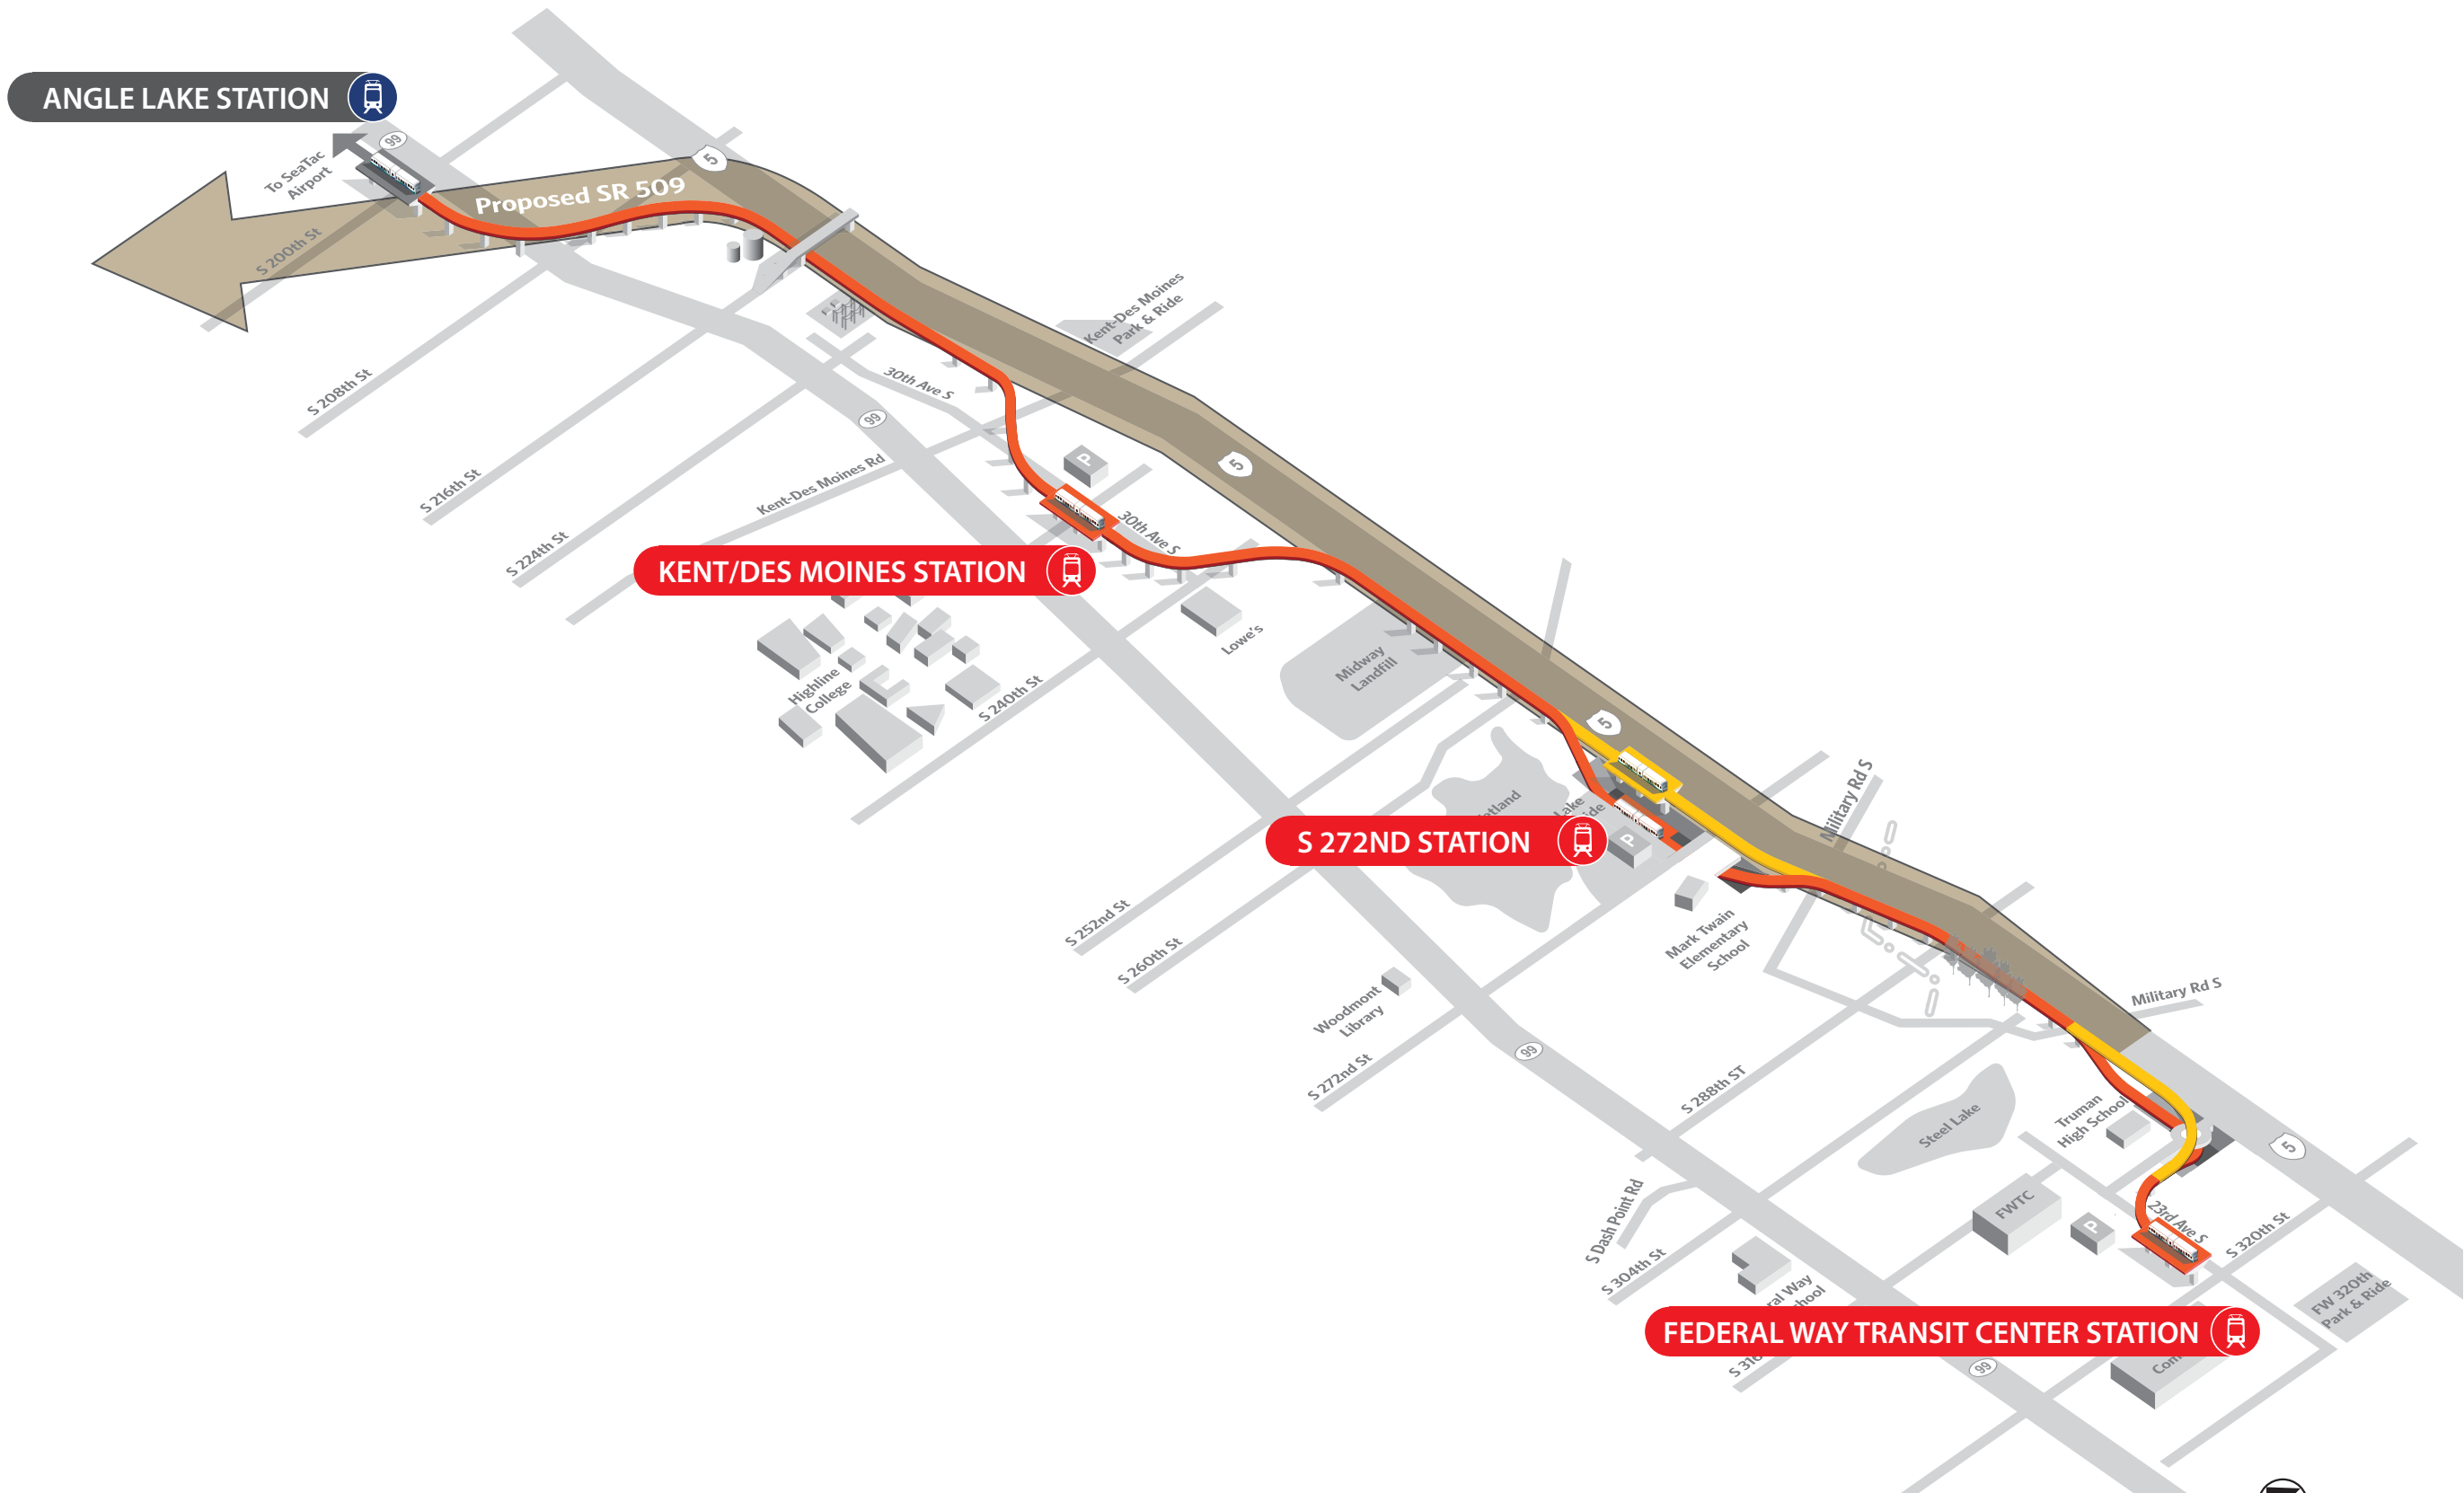 ANGLE LAKE STATION
99
To SeaTac
Airport
5
Proposed SR 509
S 200th St
Kent-Des Moines
Park & Ride
S 208th St
30th Ave S
99
S 216th St
Kent-Des Moines Rd
P
5
S 224th St
30th Ave S
KENT/DES MOINES STATION
Lowe's
Midway
Landfill
Highline
College
S 240th St
5
Military Rd S
Lake
S 272ND STATION
P
S 252nd St
S 260th St
Mark Twain
Elementary
School
Woodmont
Library
Military Rd S
99
S 272nd St
S 288th ST
Steel Lake
Truman
High School
5
FWTC
P
23rd Ave S
S 320th St
S Dash Point Rd
S 304th St
FW 320th
Park & Ride
FEDERAL WAY TRANSIT CENTER STATION
99